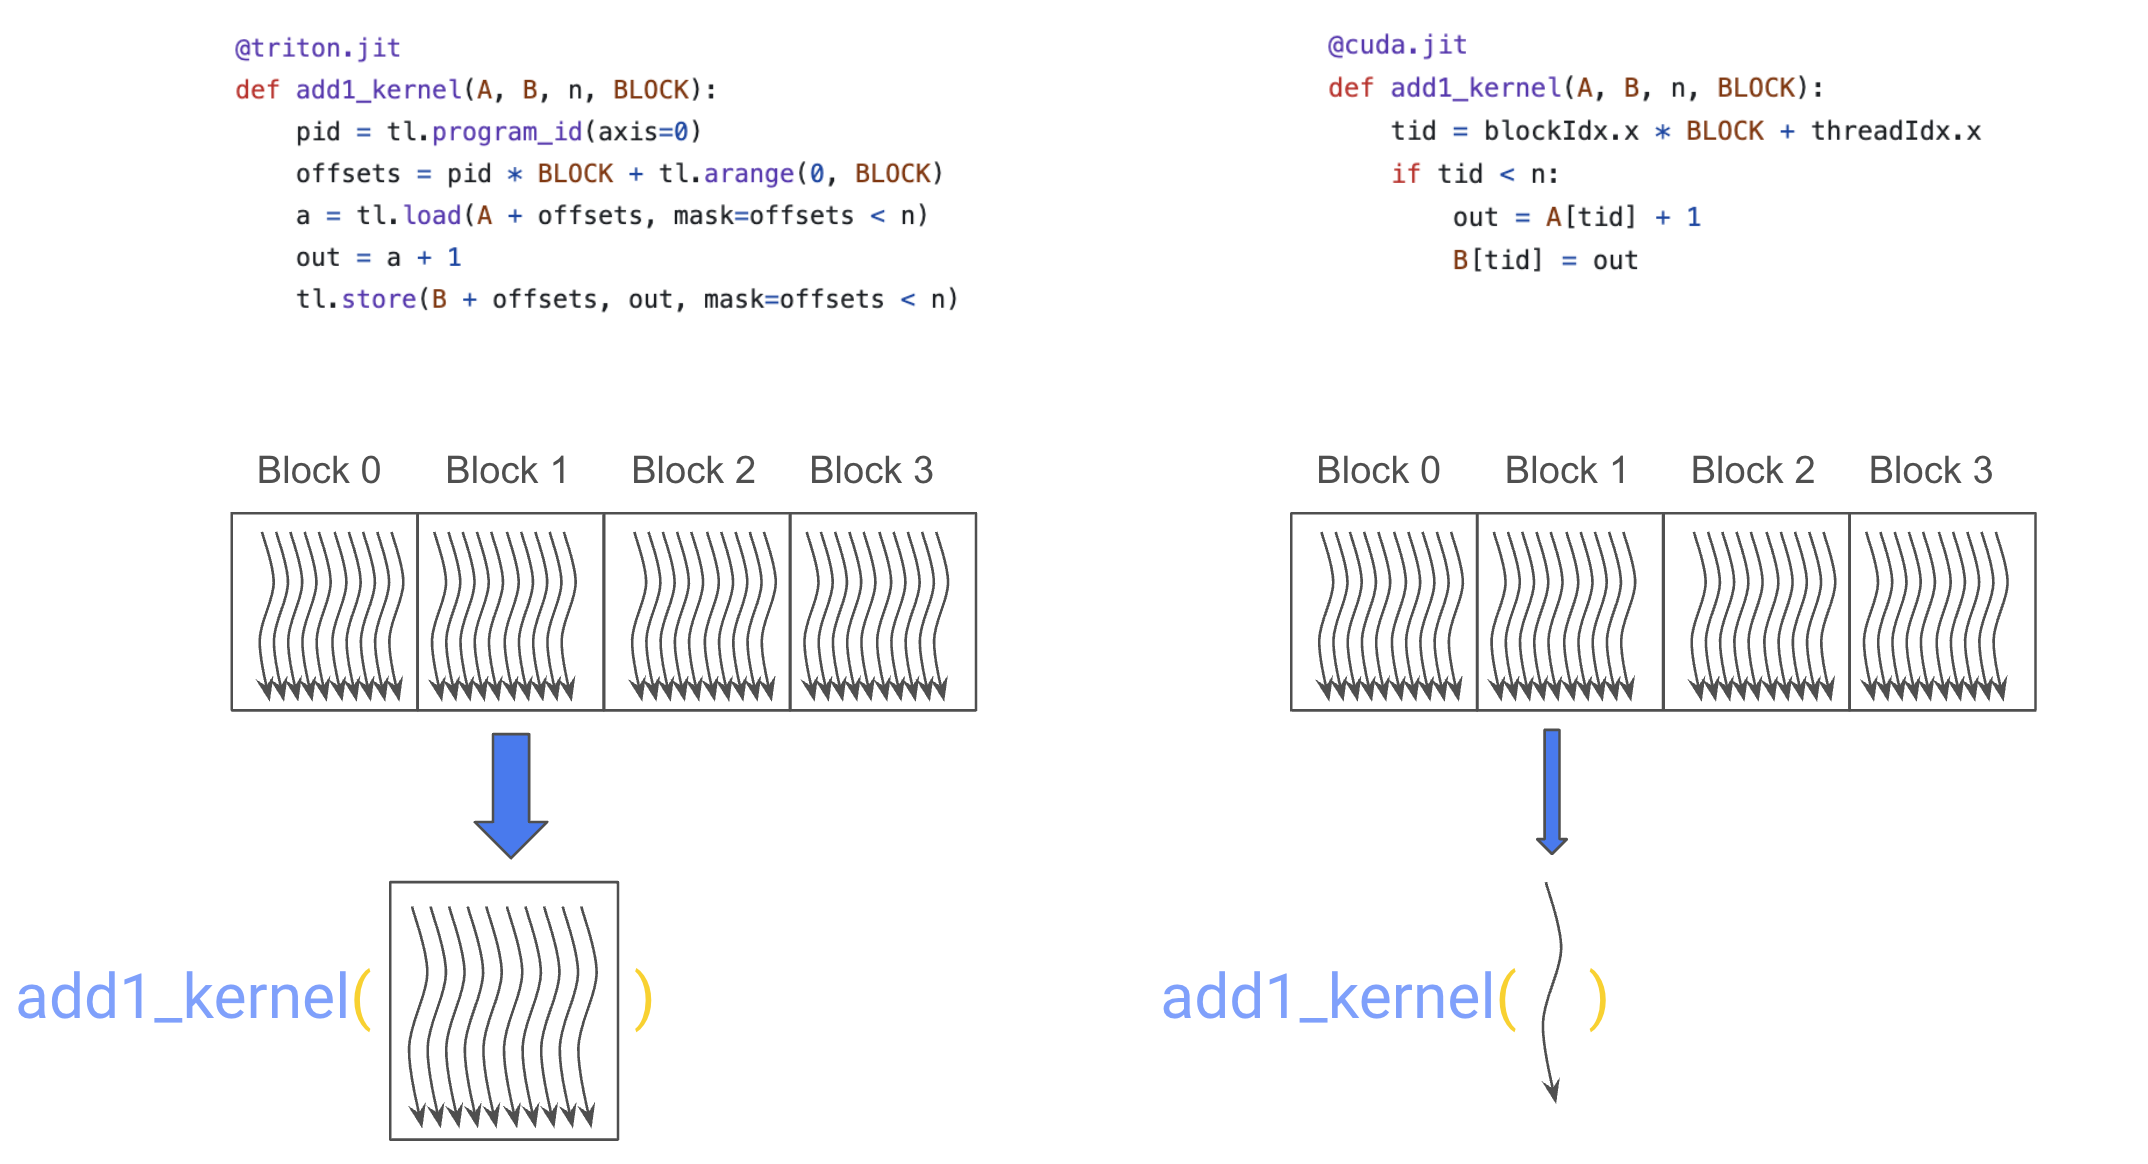 @triton.jit
def add1_kernel(A, B, n, BLOCK):
    pid = tl.program_id(axis=0)
    offsets = pid * BLOCK + tl.arange(0, BLOCK)
    a = tl.load(A + offsets, mask=offsets < n)
    out = a + 1
    tl.store(B + offsets, out, mask=offsets < n)
@cuda.jit
def add1_kernel(A, B, n, BLOCK):
    tid = blockIdx.x * BLOCK + threadIdx.x
    if tid < n:
        out = A[tid] + 1
        B[tid] = out
Block 0 Block 1 Block 2 Block 3
Block 0 Block 1 Block 2 Block 3
add1_kernel( )
add1_kernel( )